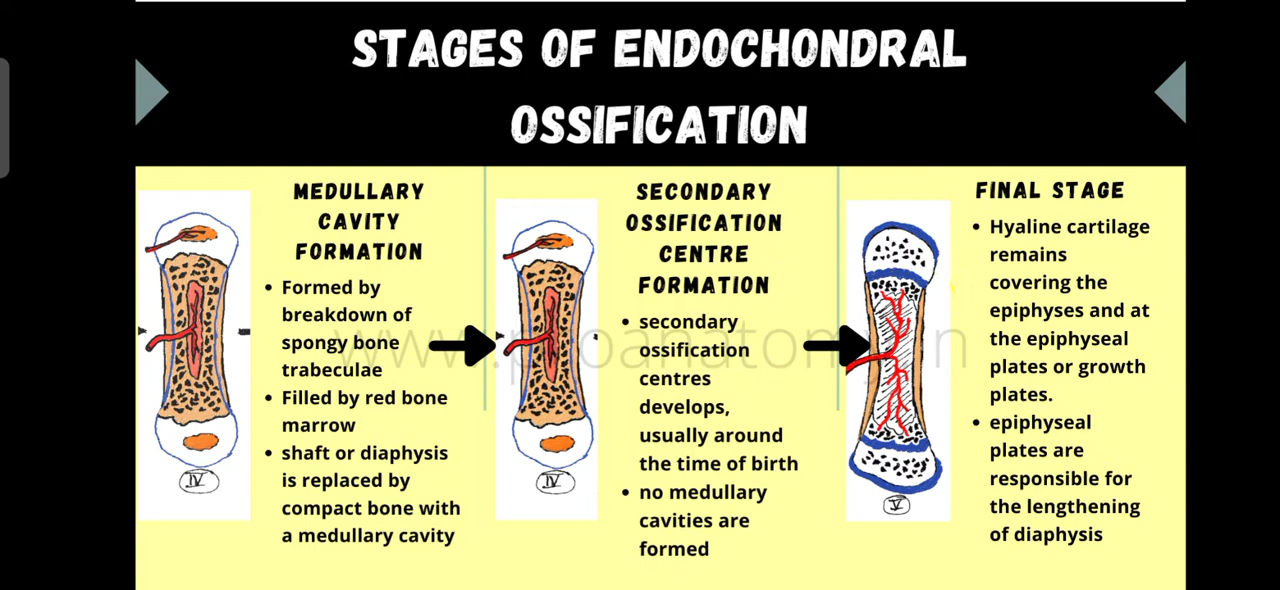 STAGES OF ENDOCHONDRAL
OSSIFICATION
MEDULLARY
CAVITY
FORMATION
• Formed by
breakdown of
spongy bone
trabeculae
• Filled by red bone
marrow
• shaft or diaphysis
is replaced by
compact bone with
a medullary cavity
IV
SECONDARY
OSSIFICATION
CENTRE
FORMATION
• secondary
ossification
centres
develops,
usually around
the time of birth
• no medullary
cavities are
formed
IV
FINAL STAGE
• Hyaline cartilage
remains
covering the
epiphyses and at
the epiphyseal
plates or growth
plates.
• epiphyseal
plates are
responsible for
the lengthening
of diaphysis
V